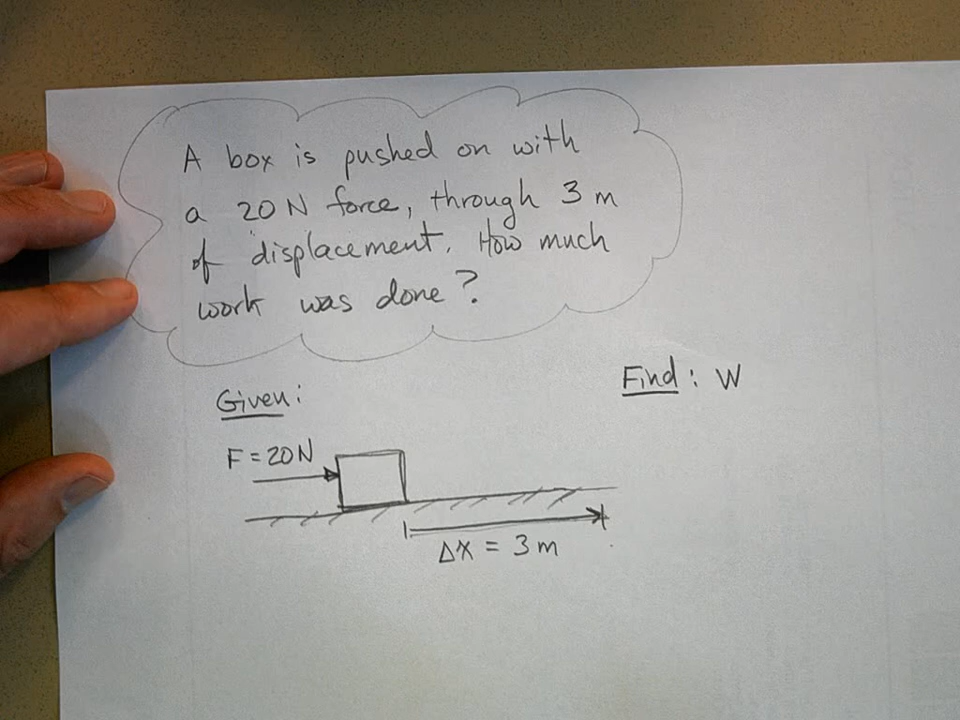 A box is pushed on with
a 20 N force, through 3 m
of displacement. How much
work was done?
Given:
Find: W
F = 20 N
Δx = 3 m